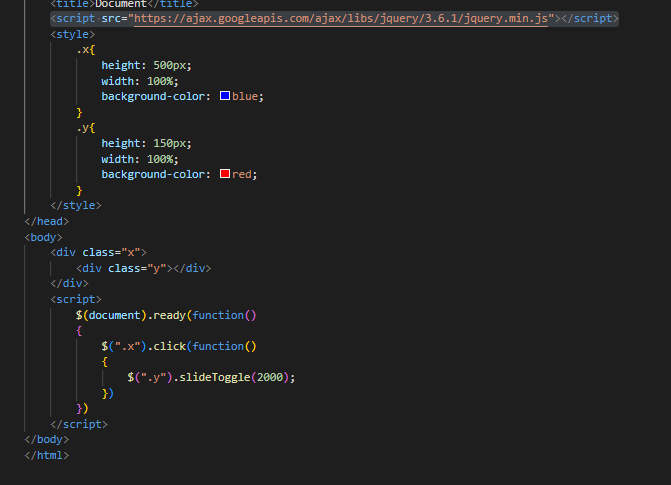 <title>Document</title>
<script src="https://ajax.googleapis.com/ajax/libs/jquery/3.6.1/jquery.min.js"></script>
<style>
.x{
height: 500px;
width: 100%;
background-color: blue;
}
.y{
height: 150px;
width: 100%;
background-color: red;
}
</style>
</head>
<body>
<div class="x">
<div class="y"></div>
</div>
<script>
$(document).ready(function()
{
$(".x").click(function()
{
$(".y").slideToggle(2000);
})
})
</script>
</body>
</html>